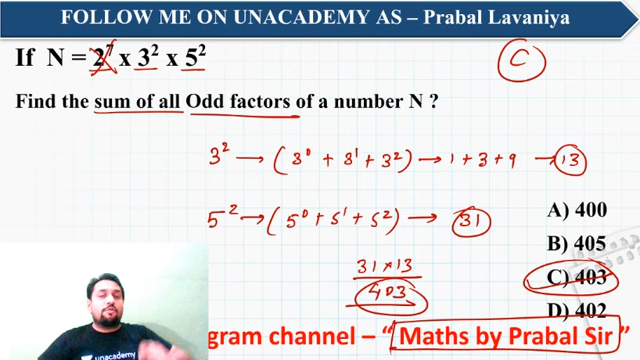 FOLLOW ME ON UNACADEMY AS – Prabal Lavaniya
If N = 2⁷ x 3² x 5²
C
Find the sum of all Odd factors of a number N ?
3² → (3⁰ + 3¹ + 3²) → 1 + 3 + 9 → 13
5² → (5⁰ + 5¹ + 5²) → 31
31 × 13
403
A) 400
B) 405
C) 403
D) 402
unacademy
gram channel – “ Maths by Prabal Sir ”